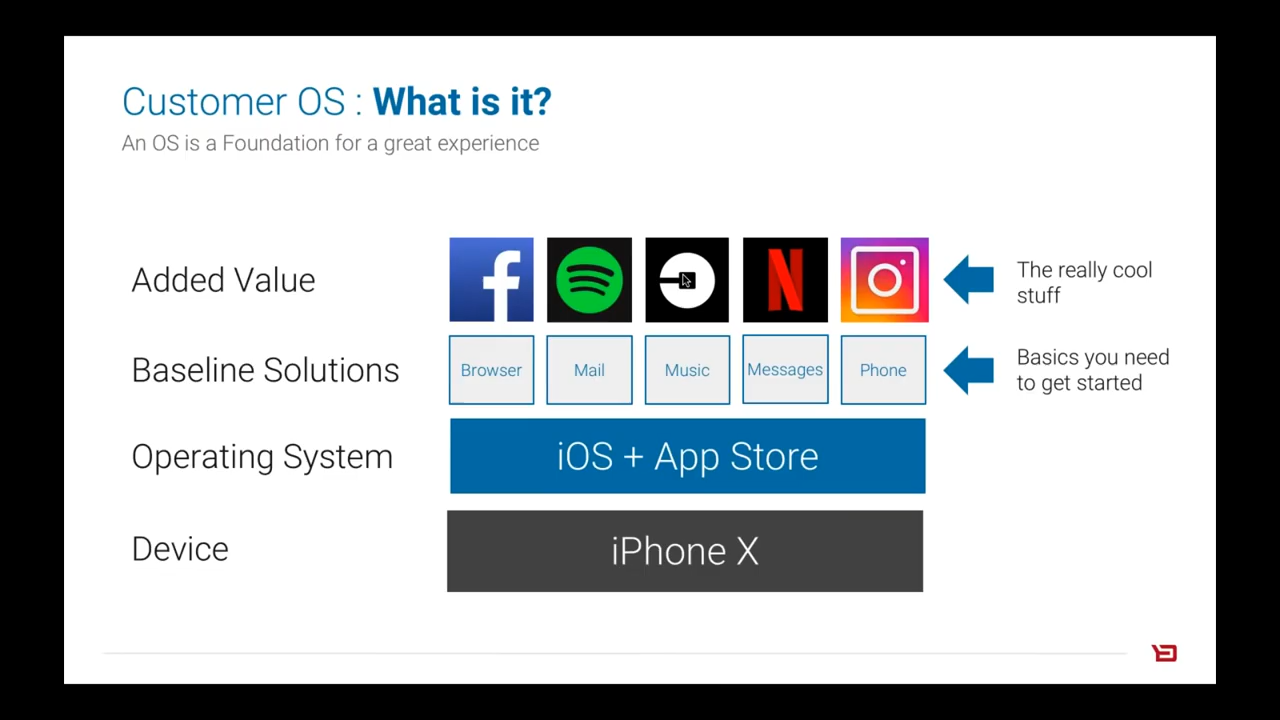 Customer OS : What is it?
An OS is a Foundation for a great experience
Added Value
The really cool
stuff
Baseline Solutions
Browser
Mail
Music
Messages
Phone
Basics you need
to get started
Operating System
iOS + App Store
Device
iPhone X